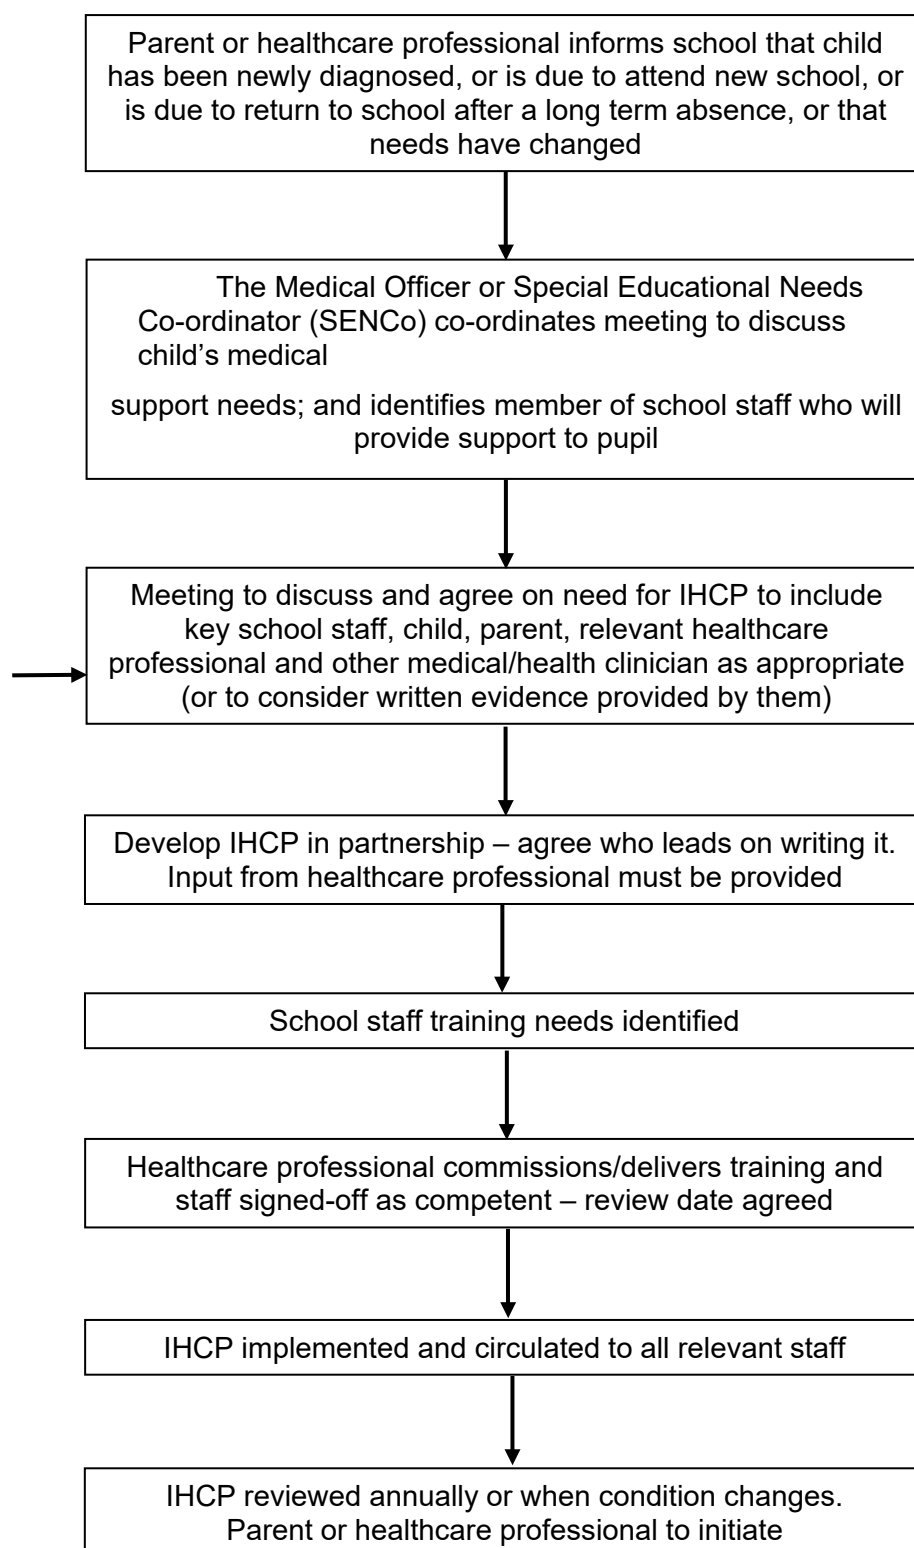 Parent or healthcare professional informs school that child
has been newly diagnosed, or is due to attend new school, or
is due to return to school after a long term absence, or that
needs have changed
The Medical Officer or Special Educational Needs
Co-ordinator (SENCo) co-ordinates meeting to discuss
child’s medical
support needs; and identifies member of school staff who will
provide support to pupil
Meeting to discuss and agree on need for IHCP to include
key school staff, child, parent, relevant healthcare
professional and other medical/health clinician as appropriate
(or to consider written evidence provided by them)
Develop IHCP in partnership – agree who leads on writing it.
Input from healthcare professional must be provided
School staff training needs identified
Healthcare professional commissions/delivers training and
staff signed-off as competent – review date agreed
IHCP implemented and circulated to all relevant staff
IHCP reviewed annually or when condition changes.
Parent or healthcare professional to initiate